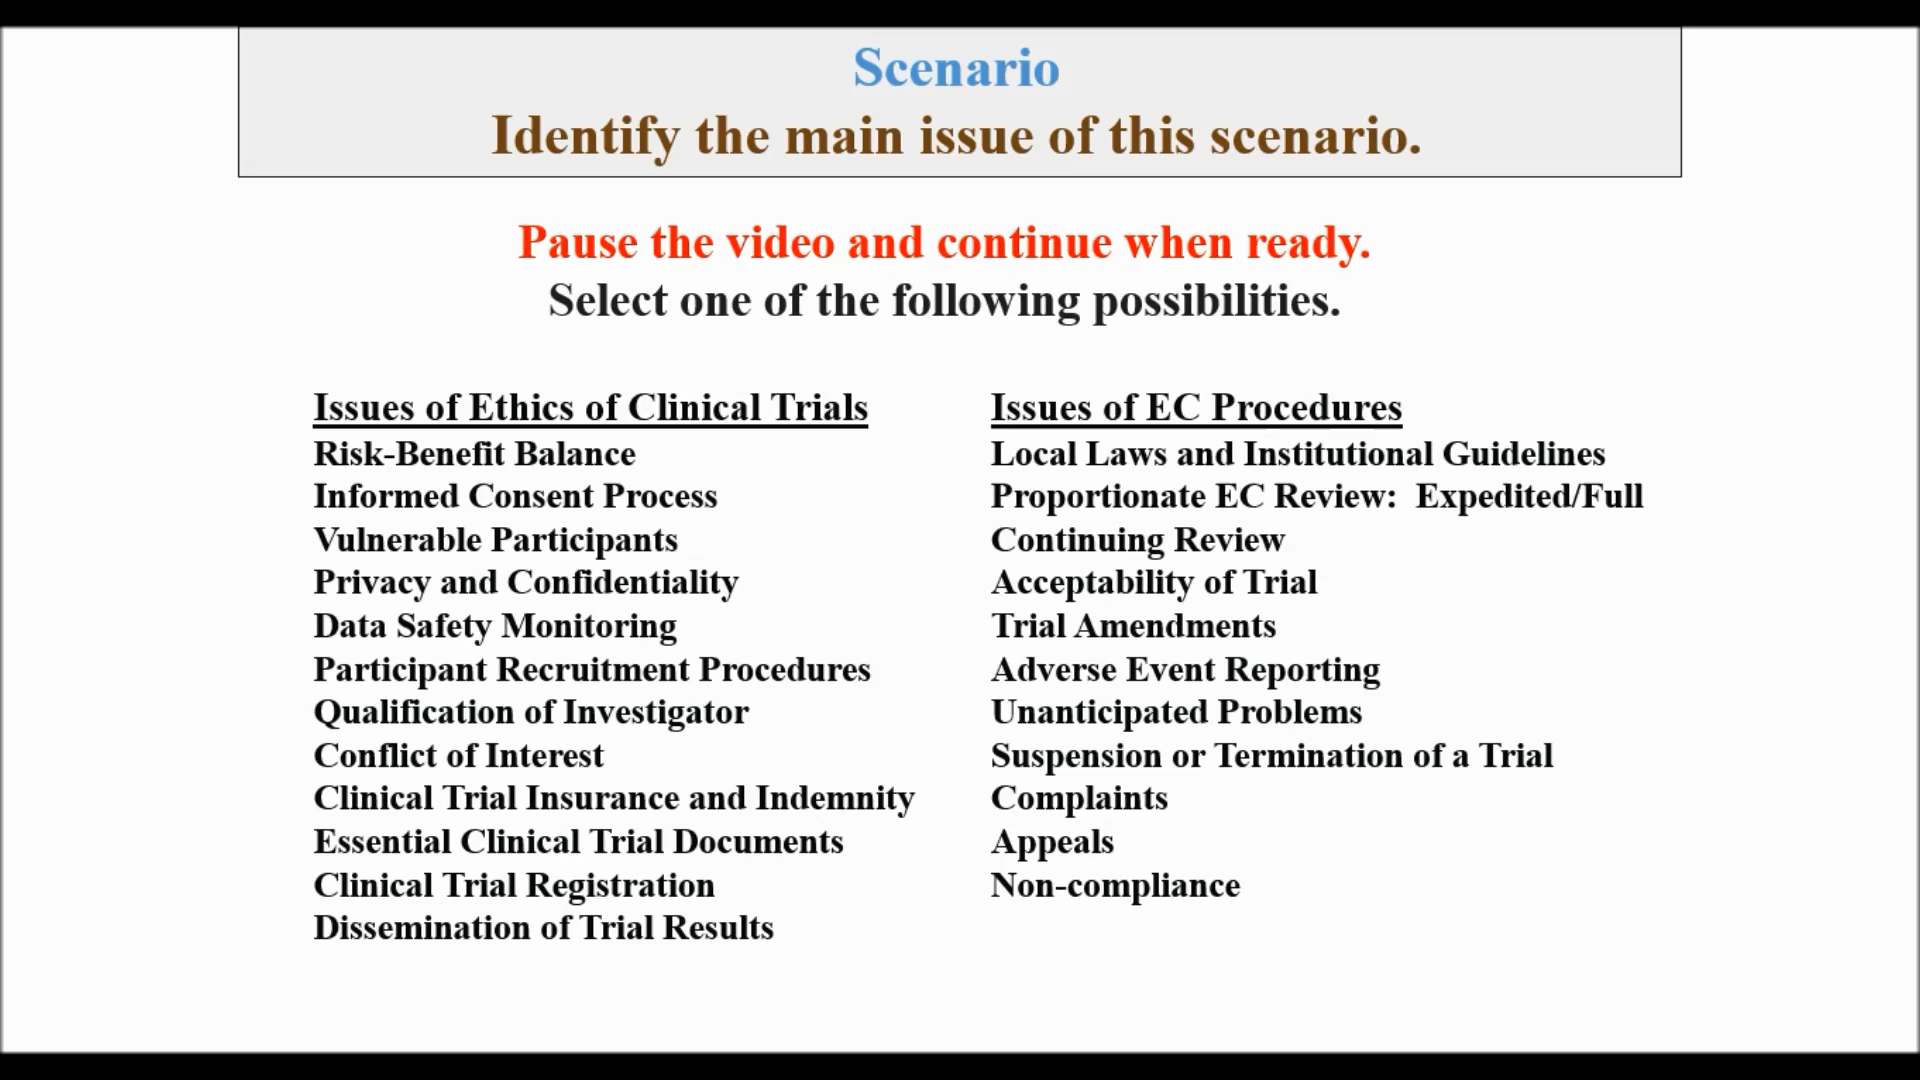 Scenario
Identify the main issue of this scenario.
Pause the video and continue when ready.
Select one of the following possibilities.
Issues of Ethics of Clinical Trials
Risk-Benefit Balance
Informed Consent Process
Vulnerable Participants
Privacy and Confidentiality
Data Safety Monitoring
Participant Recruitment Procedures
Qualification of Investigator
Conflict of Interest
Clinical Trial Insurance and Indemnity
Essential Clinical Trial Documents
Clinical Trial Registration
Dissemination of Trial Results
Issues of EC Procedures
Local Laws and Institutional Guidelines
Proportionate EC Review:  Expedited/Full
Continuing Review
Acceptability of Trial
Trial Amendments
Adverse Event Reporting
Unanticipated Problems
Suspension or Termination of a Trial
Complaints
Appeals
Non-compliance